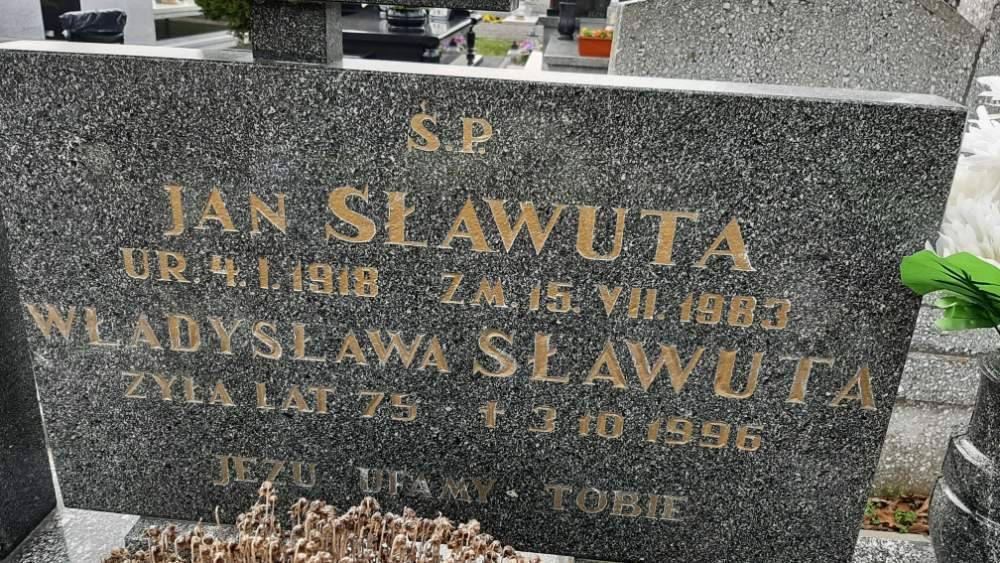 Ś.P.
JAN SŁAWUTA
UR. 4.I.1918 ZM 15.VII.1983
WŁADYSŁAWA SŁAWUTA
ŻYŁA LAT 75 † 3 10 1996
JEZU UFAMY TOBIE